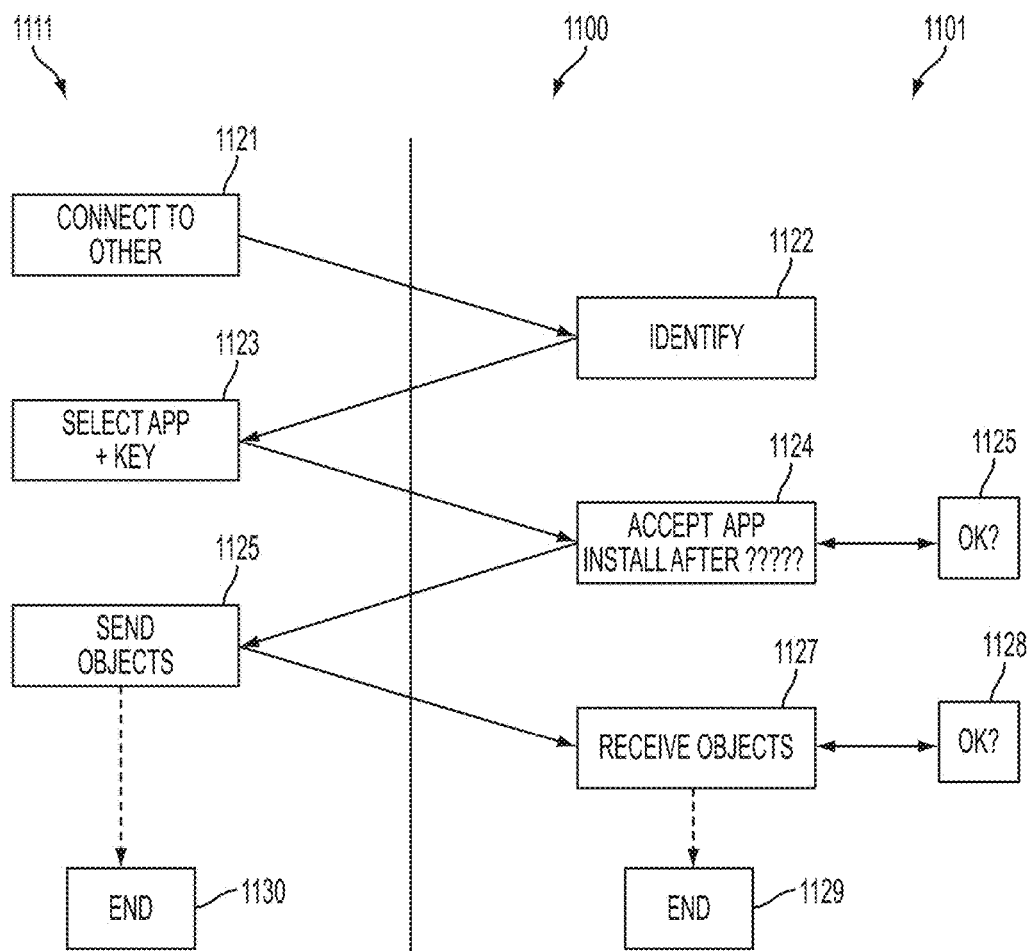 1111
1100
1101
1121
CONNECT TO
OTHER
1122
IDENTIFY
1123
SELECT APP
+ KEY
1124
ACCEPT APP
INSTALL AFTER ?????
1125
OK?
1125
SEND
OBJECTS
1127
RECEIVE OBJECTS
1128
OK?
END
1130
END
1129